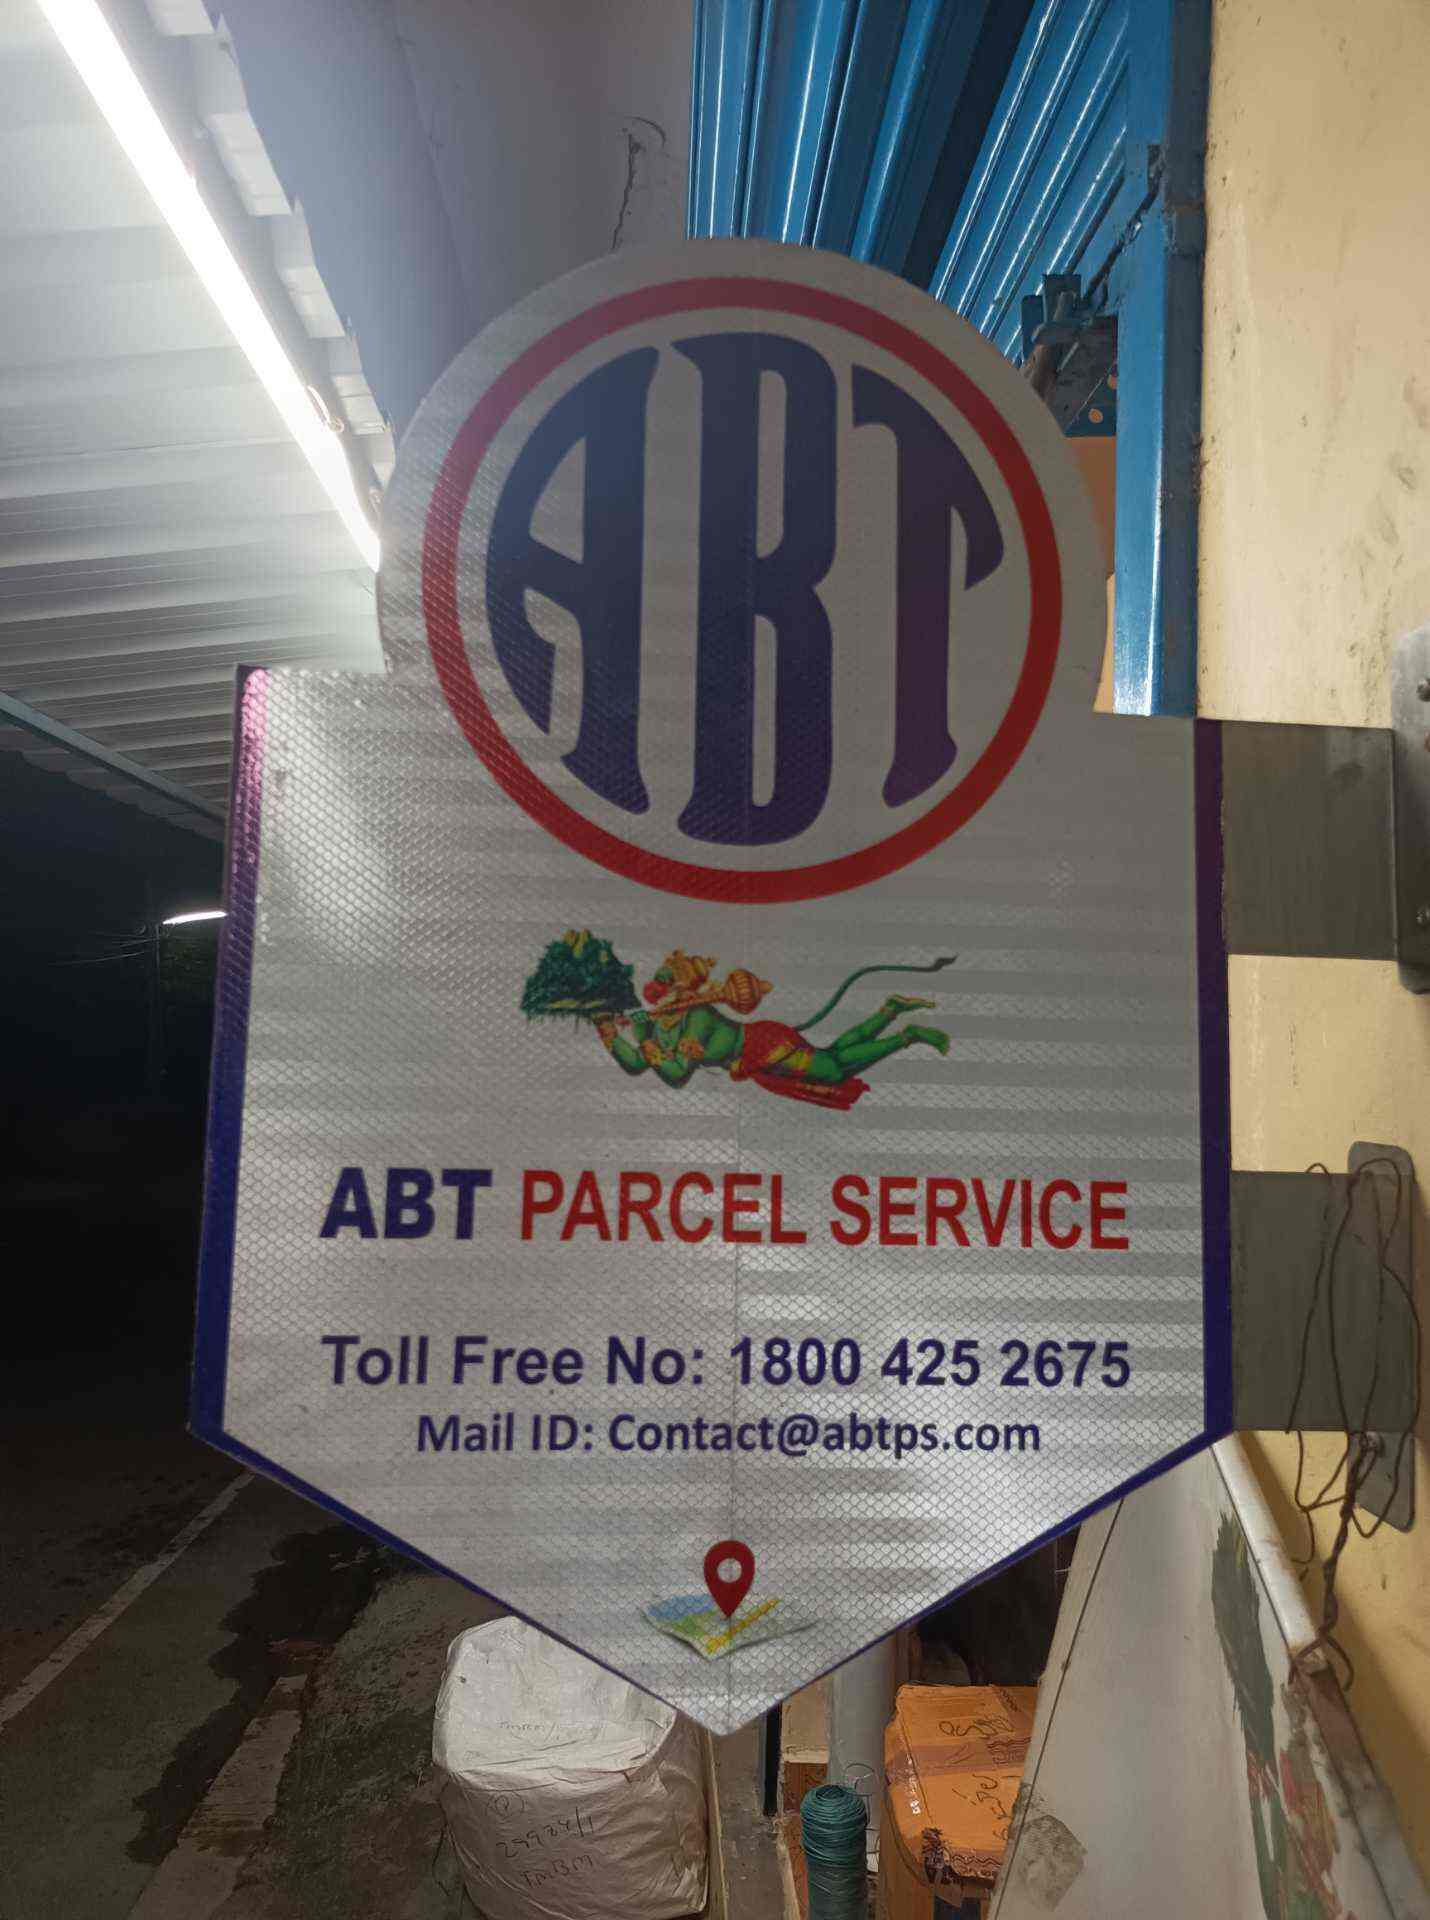 ABT
ABT PARCEL SERVICE
Toll Free No: 1800 425 2675
Mail ID: Contact@abtps.com